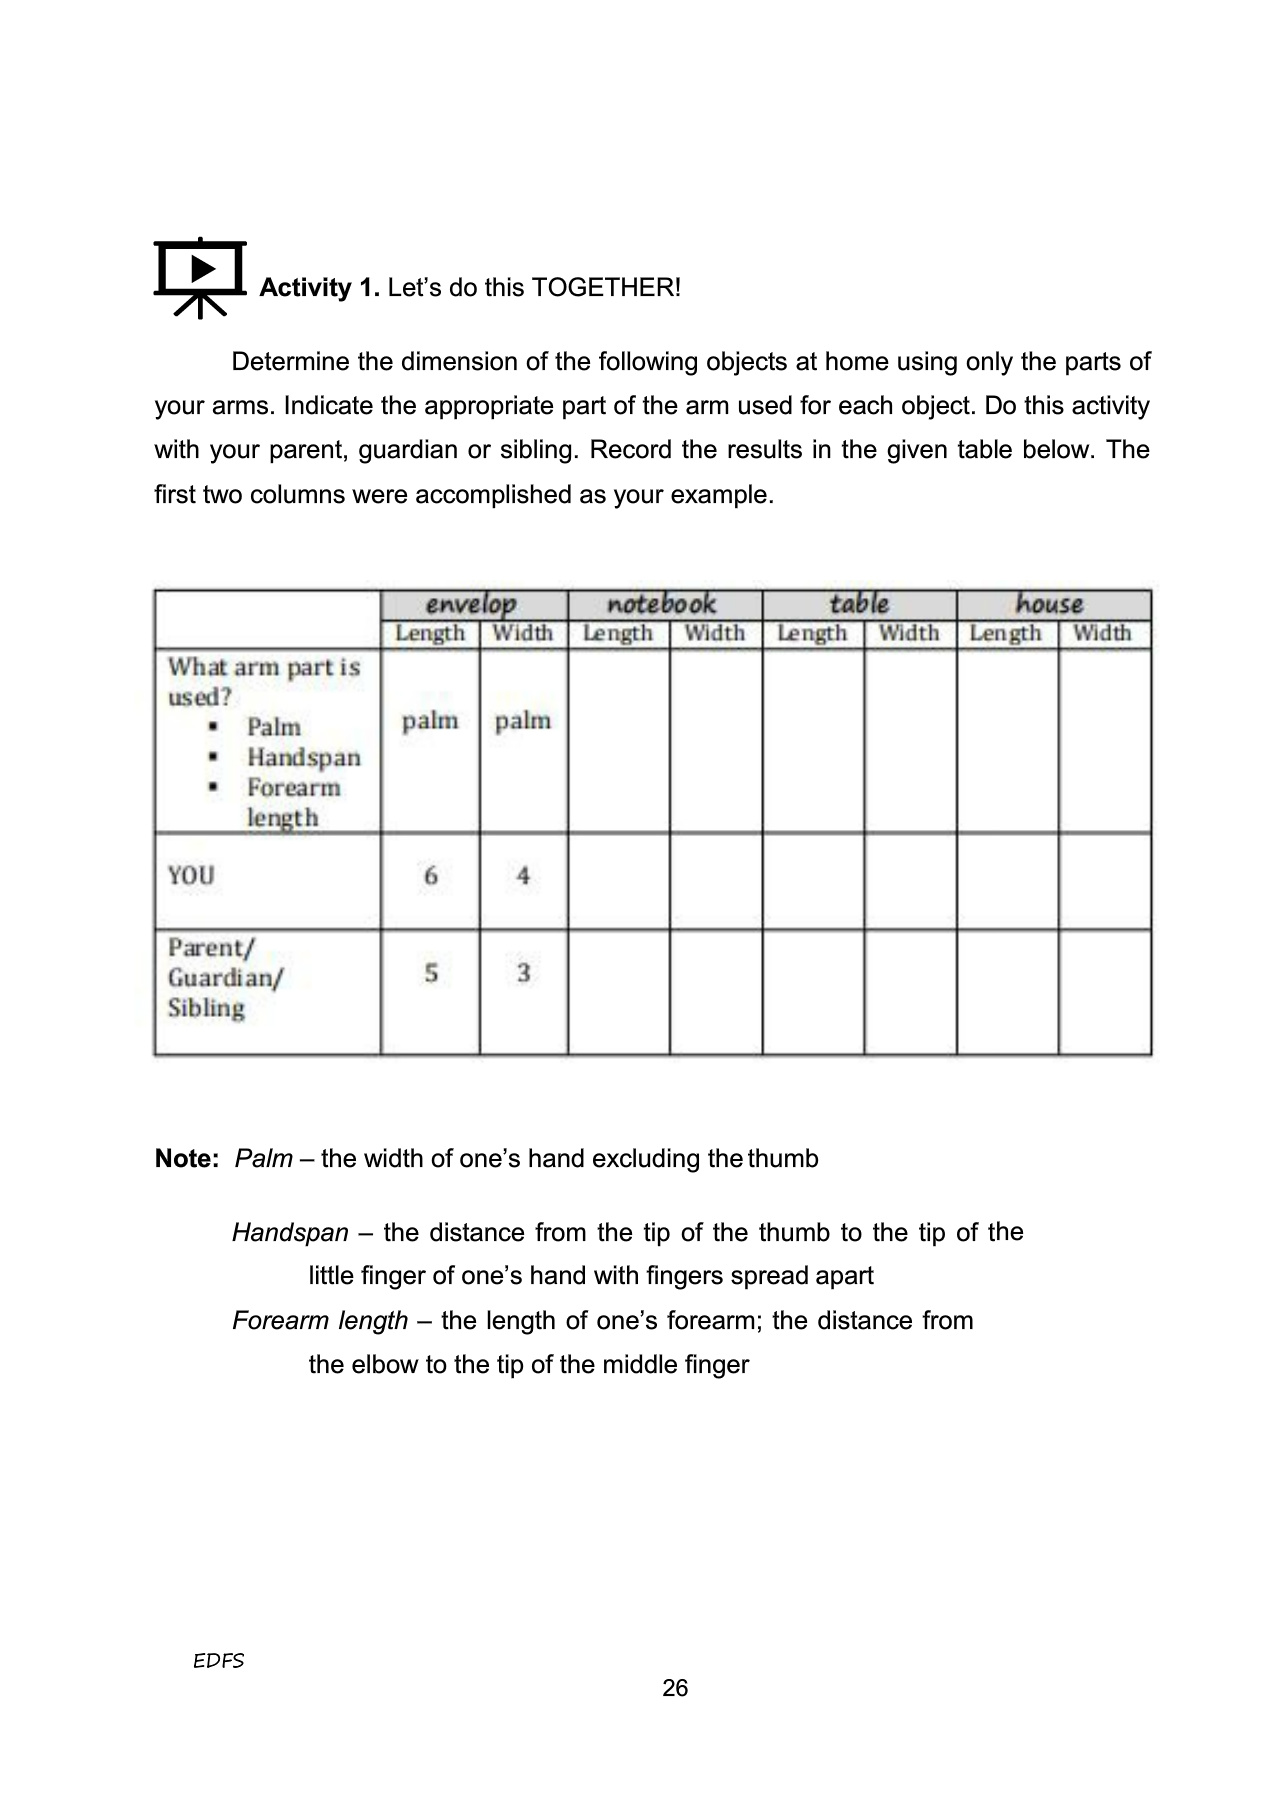 Activity 1. Let’s do this TOGETHER!
Determine the dimension of the following objects at home using only the parts of
your arms. Indicate the appropriate part of the arm used for each object. Do this activity
with your parent, guardian or sibling. Record the results in the given table below. The
first two columns were accomplished as your example.
envelop notebook table house
Length Width Length Width Length Width Length Width
What arm part is
used?
▪ Palm
▪ Handspan
▪ Forearm
length
palm palm
YOU 6 4
Parent/
Guardian/
Sibling
5 3
Note: Palm – the width of one’s hand excluding the thumb
Handspan – the distance from the tip of the thumb to the tip of the
little finger of one’s hand with fingers spread apart
Forearm length – the length of one’s forearm; the distance from
the elbow to the tip of the middle finger
EDFS
26